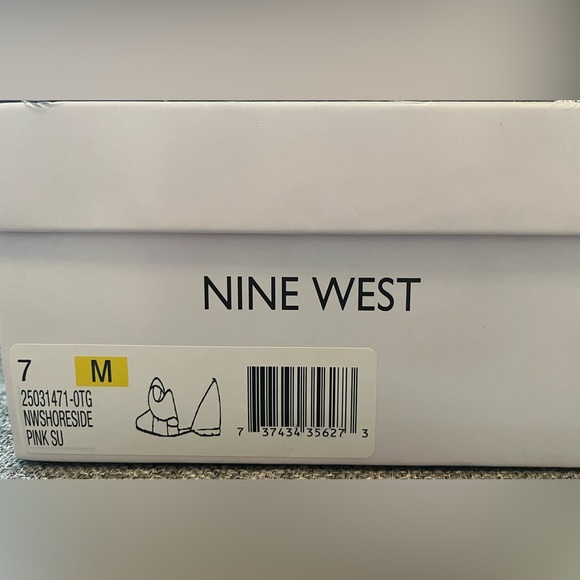 NINE WEST
7 M
25031471-0TG
NWSHORESIDE
PINK SU
7 37434 35627 3